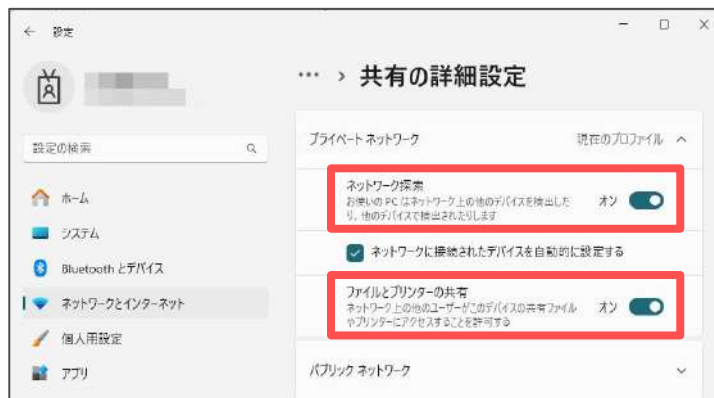 設定
共有の詳細設定
設定の検索
ホーム
システム
Bluetooth とデバイス
ネットワークとインターネット
個人用設定
アプリ
プライベート ネットワーク
現在のプロファイル
ネットワーク探索
お使いの PC はネットワーク上の他のデバイスを検出した
り、他のデバイスで検出されたりします
オン
ネットワークに接続されたデバイスを自動的に設定する
ファイルとプリンターの共有
ネットワーク上の他のユーザーがこのデバイスの共有ファイル
やプリンターにアクセスすることを許可する
オン
パブリック ネットワーク